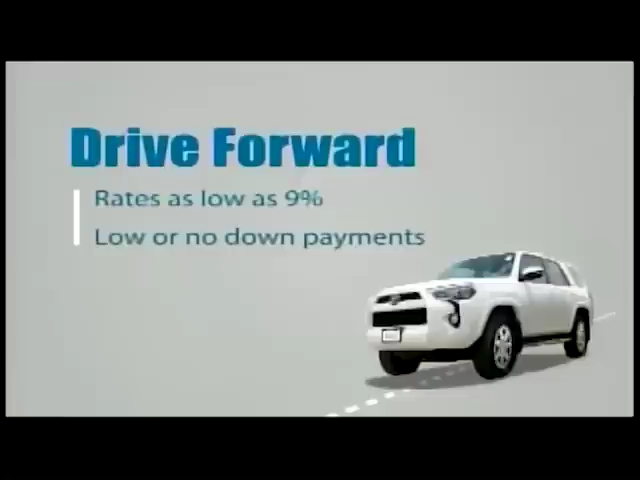 Drive Forward
Rates as low as 9%
Low or no down payments